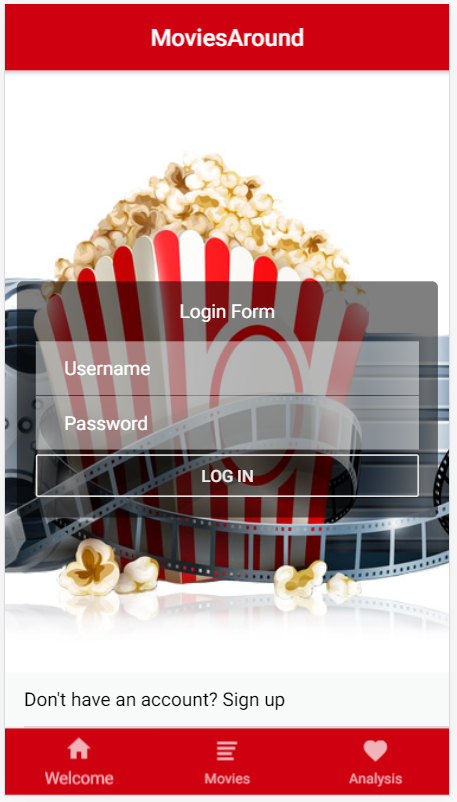 MoviesAround
Login Form
Username
Password
LOG IN
Don't have an account? Sign up
Welcome
Movies
Analysis